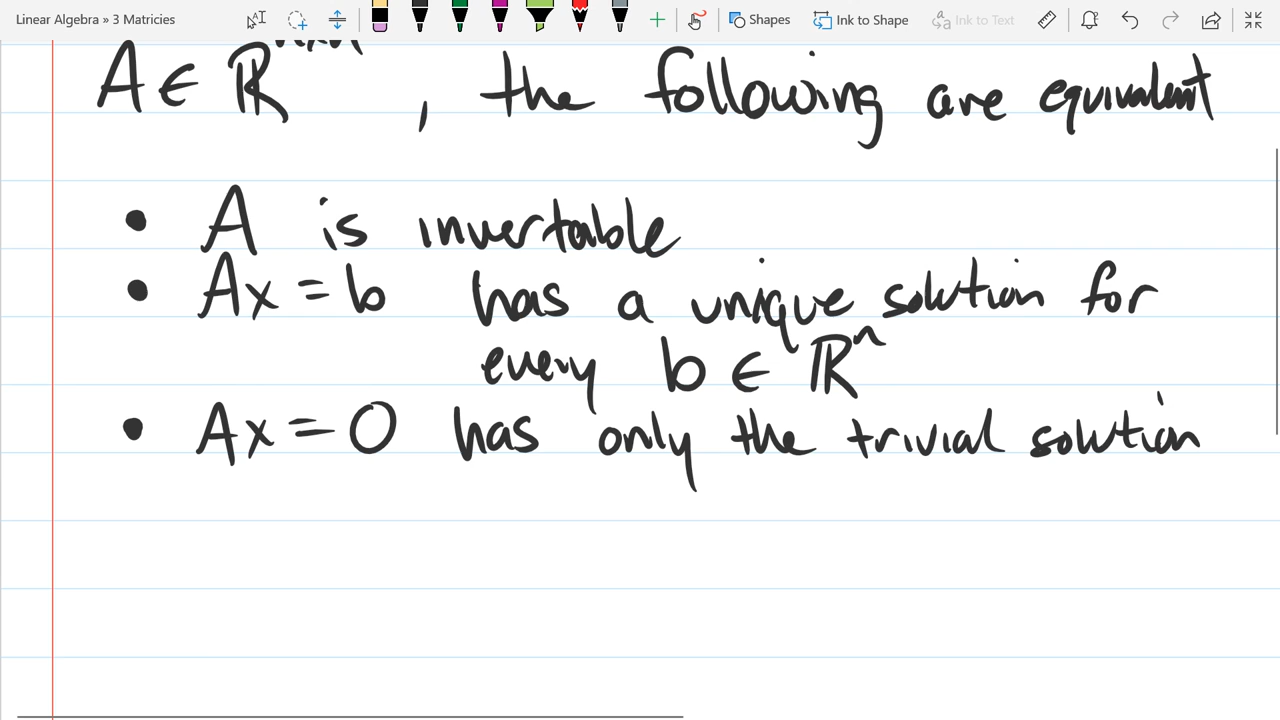 Linear Algebra » 3 Matricies
Shapes
Ink to Shape
Ink to Text
A ∈ ℝⁿˣⁿ, the following are equivalent
• A is invertable
• Ax = b has a unique solution for
every b ∈ ℝⁿ
• Ax = 0 has only the trivial solution